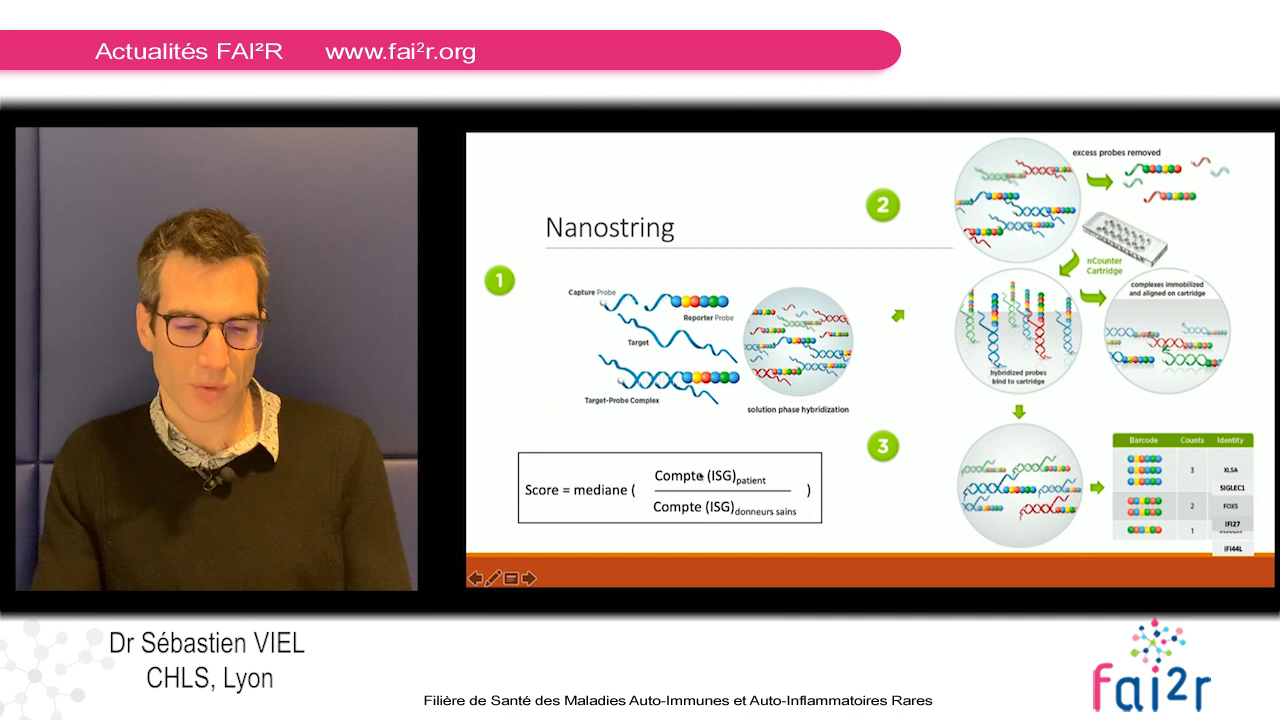 Actualités FAI²R www.fai²r.org
Nanostring
1
Capture Probe
Reporter Probe
Target
Target-Probe Complex
solution phase hybridization
2
excess probes removed
nCounter
Cartridge
hybridized probes
bind to cartridge
complexes immobilized
and aligned on cartridge
3
Barcode Counts Identity
3 XLSA
SIGLEC1
2 FOX5
IFI27
1
IFI44L
Score = mediane ( Compte (ISG)patient )
Compte (ISG)donneurs sains
Dr Sébastien VIEL
CHLS, Lyon
Filière de Santé des Maladies Auto-Immunes et Auto-Inflammatoires Rares
fai2r